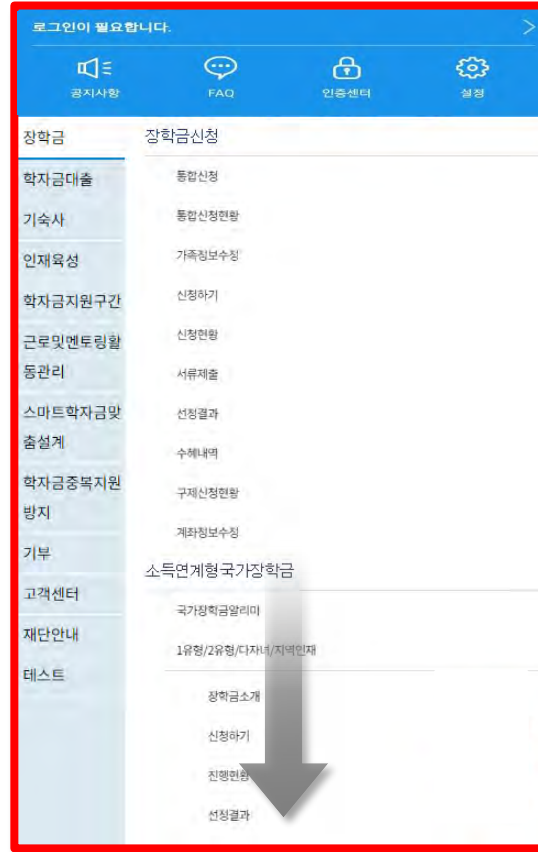 로그인이 필요합니다.
공지사항
FAQ
인증센터
설정
장학금
학자금대출
기숙사
인재육성
학자금지원구간
근로및멘토링활
동관리
스마트학자금맞
춤설계
학자금중복지원
방지
기부
고객센터
재단안내
테스트
장학금신청
통합신청
통합신청현황
가족정보수정
신청하기
신청현황
서류제출
선정결과
수혜내역
구제신청현황
계좌정보수정
소득연계형국가장학금
국가장학금알리미
1유형/2유형/다자녀/지역인재
장학금소개
신청하기
진행현황
선정결과